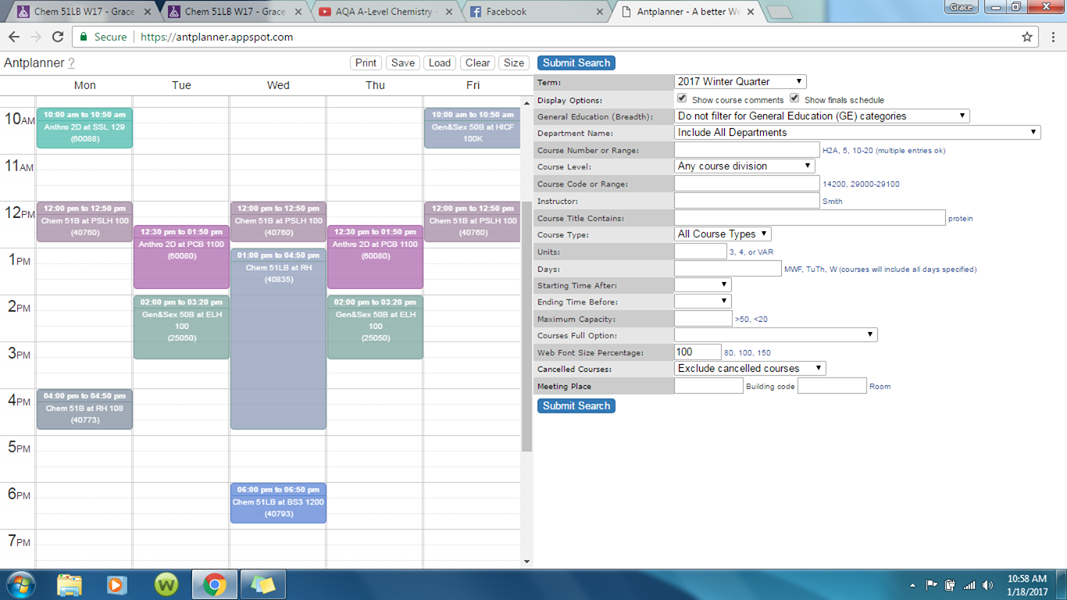 Chem 51LB W17 - Grace
Chem 51LB W17 - Grace
AQA A-Level Chemistry -
Facebook
Antplanner - A better We
Grace
Secure
https://antplanner.appspot.com
Antplanner ?
Print
Save
Load
Clear
Size
Mon
Tue
Wed
Thu
Fri
10AM
11AM
12PM
1PM
2PM
3PM
4PM
5PM
6PM
7PM
10:00 am to 10:50 am
Anthro 2D at SSL 129
(60088)
12:00 pm to 12:50 pm
Chem 51B at PSLH 100
(40760)
04:00 pm to 04:50 pm
Chem 51B at RH 108
(40773)
12:30 pm to 01:50 pm
Anthro 2D at PCB 1100
(60080)
02:00 pm to 03:20 pm
Gen&Sex 50B at ELH
100
(25050)
12:00 pm to 12:50 pm
Chem 51B at PSLH 100
(40760)
01:00 pm to 04:50 pm
Chem 51LB at RH
(40835)
06:00 pm to 06:50 pm
Chem 51LB at BS3 1200
(40793)
12:30 pm to 01:50 pm
Anthro 2D at PCB 1100
(60080)
02:00 pm to 03:20 pm
Gen&Sex 50B at ELH
100
(25050)
10:00 am to 10:50 am
Gen&Sex 50B at HICF
100K
12:00 pm to 12:50 pm
Chem 51B at PSLH 100
(40760)
Submit Search
Term: 2017 Winter Quarter
Display Options: Show course comments Show finals schedule
General Education (Breadth): Do not filter for General Education (GE) categories
Department Name: Include All Departments
Course Number or Range: H2A, 5, 10-20 (multiple entries ok)
Course Level: Any course division
Course Code or Range: 14200, 29000-29100
Instructor: Smith
Course Title Contains: protein
Course Type: All Course Types
Units: 3, 4, or VAR
Days: MWF, TuTh, W (courses will include all days specified)
Starting Time After:
Ending Time Before:
Maximum Capacity: >50, <20
Courses Full Option:
Web Font Size Percentage: 100 80, 100, 150
Cancelled Courses: Exclude cancelled courses
Meeting Place Building code Room
Submit Search
10:58 AM
1/18/2017